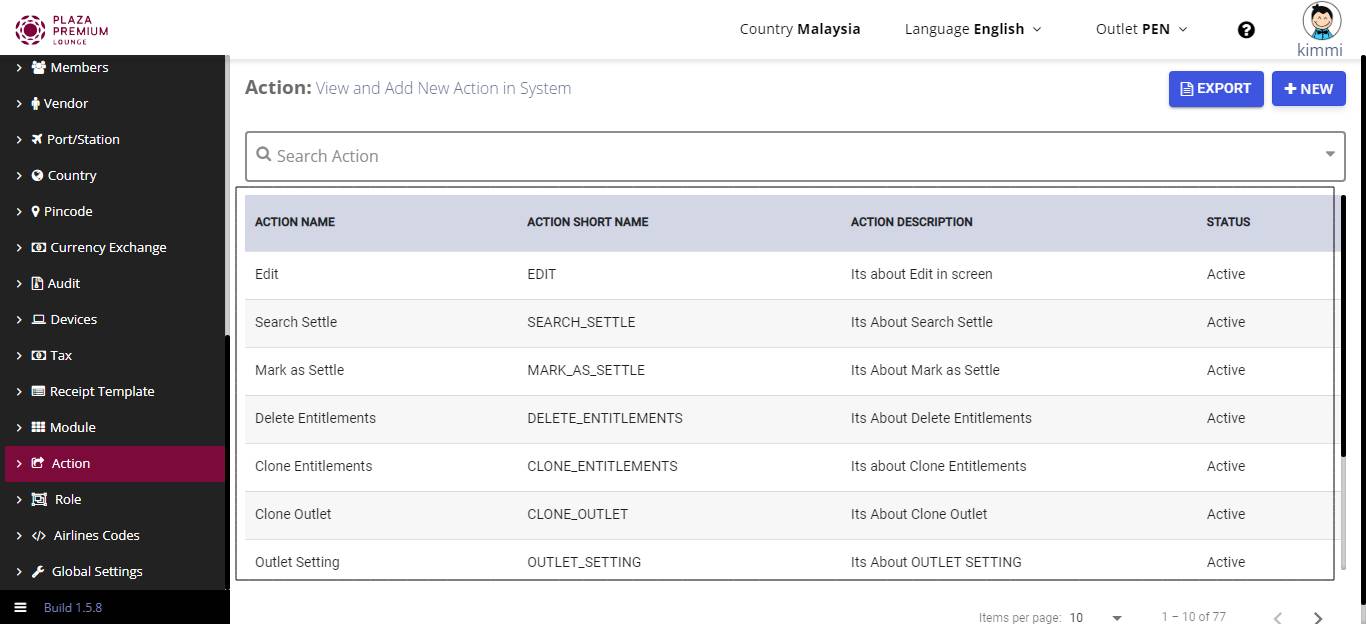 PLAZA
PREMIUM
LOUNGE
Country Malaysia
Language English
Outlet PEN
kimmi
Members
Vendor
Port/Station
Country
Pincode
Currency Exchange
Audit
Devices
Tax
Receipt Template
Module
Action
Role
Airlines Codes
Global Settings
Build 1.5.8
Action: View and Add New Action in System
EXPORT
NEW
Search Action
ACTION NAME ACTION SHORT NAME ACTION DESCRIPTION STATUS
Edit EDIT Its about Edit in screen Active
Search Settle SEARCH_SETTLE Its About Search Settle Active
Mark as Settle MARK_AS_SETTLE Its About Mark as Settle Active
Delete Entitlements DELETE_ENTITLEMENTS Its About Delete Entitlements Active
Clone Entitlements CLONE_ENTITLEMENTS Its about Clone Entitlements Active
Clone Outlet CLONE_OUTLET Its About Clone Outlet Active
Outlet Setting OUTLET_SETTING Its About OUTLET SETTING Active
Items per page: 10 1 – 10 of 77